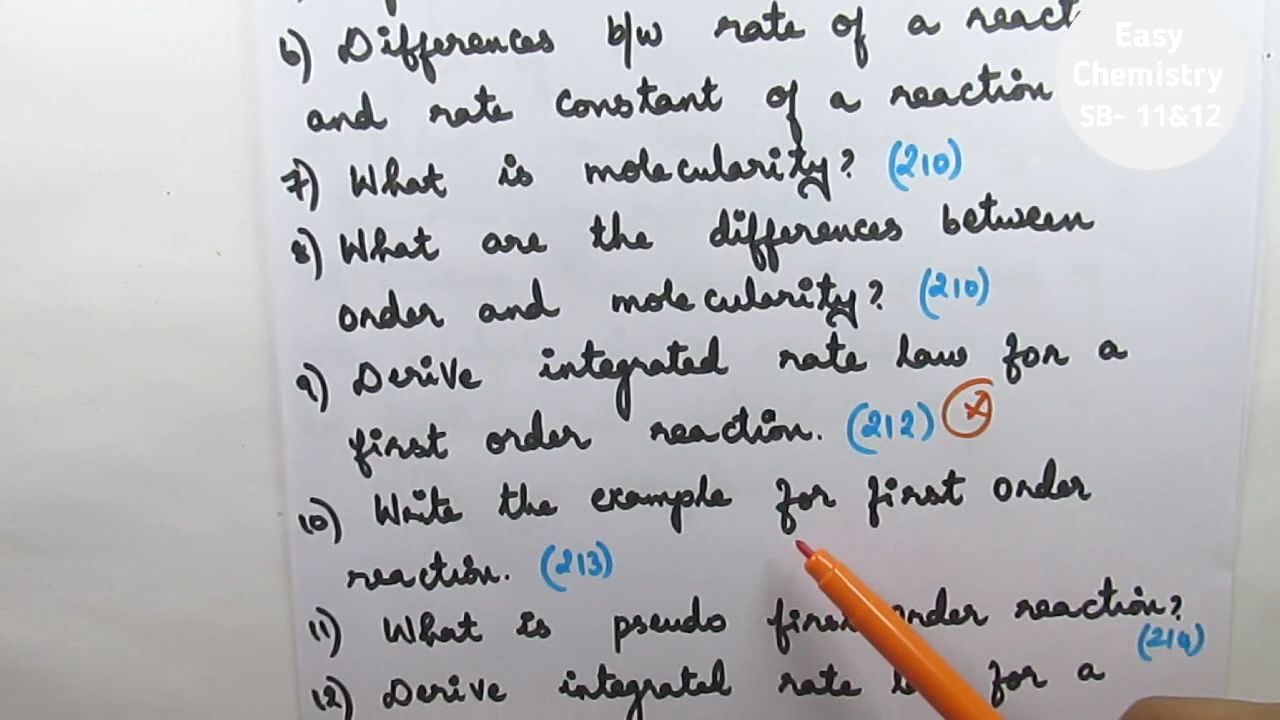 6) Differences b/w rate of a react
and rate constant of a reaction
7) What is molecularity? (210)
8) What are the differences between
order and molecularity? (210)
9) Derive integrated rate law for a
first order reaction. (212)
10) Write the example for first order
reaction. (213)
11) What is pseudo first order reaction?
(214)
12) Derive integrated rate for a
Easy
Chemistry
SB- 11&12